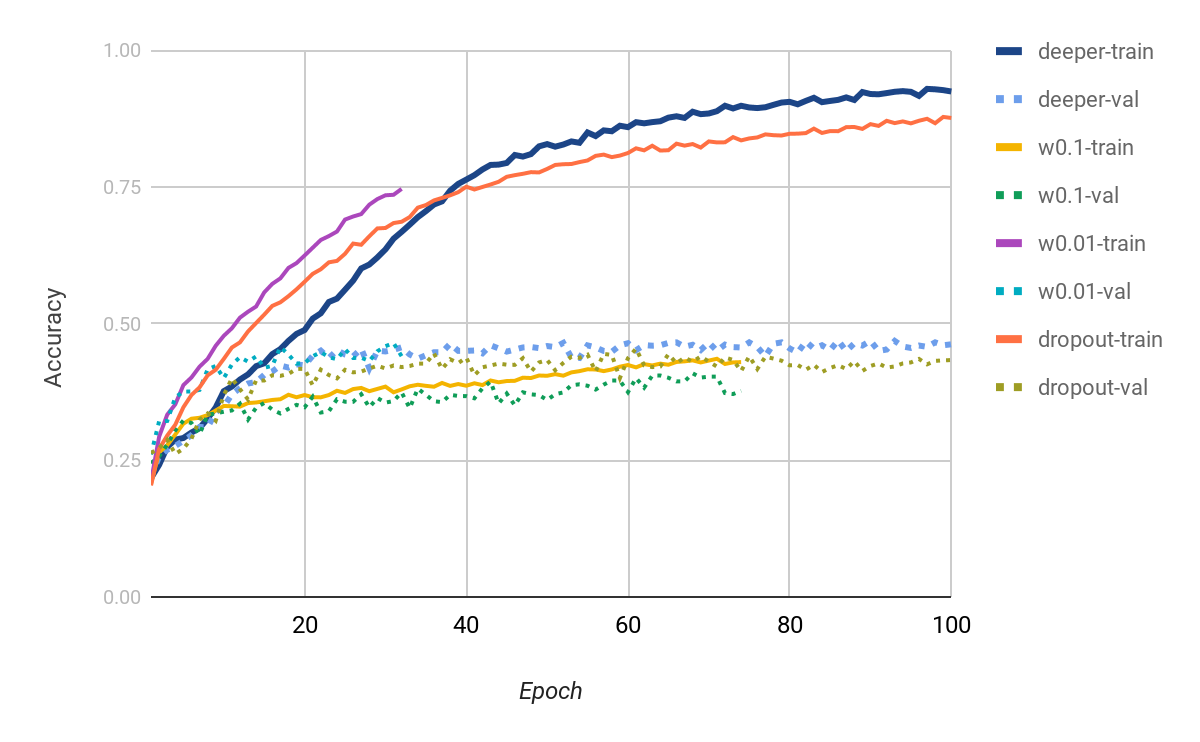 1.00
0.75
0.50
0.25
0.00
Accuracy
20
40
60
80
100
Epoch
deeper-train
deeper-val
w0.1-train
w0.1-val
w0.01-train
w0.01-val
dropout-train
dropout-val